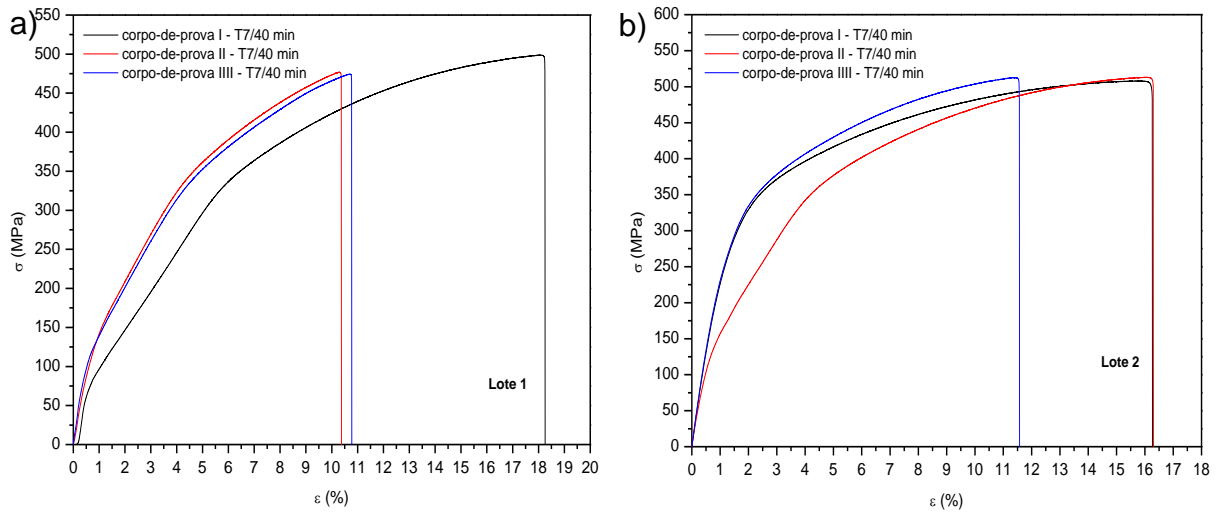 a)
corpo-de-prova I - T7/40 min
corpo-de-prova II - T7/40 min
corpo-de-prova IIII - T7/40 min
σ (MPa)
550
500
450
400
350
300
250
200
150
100
50
0
Lote 1
0 1 2 3 4 5 6 7 8 9 10 11 12 13 14 15 16 17 18 19 20
ε (%)
b)
corpo-de-prova I - T7/40 min
corpo-de-prova II - T7/40 min
corpo-de-prova IIII - T7/40 min
σ (MPa)
600
550
500
450
400
350
300
250
200
150
100
50
0
Lote 2
0 1 2 3 4 5 6 7 8 9 10 11 12 13 14 15 16 17 18
ε (%)